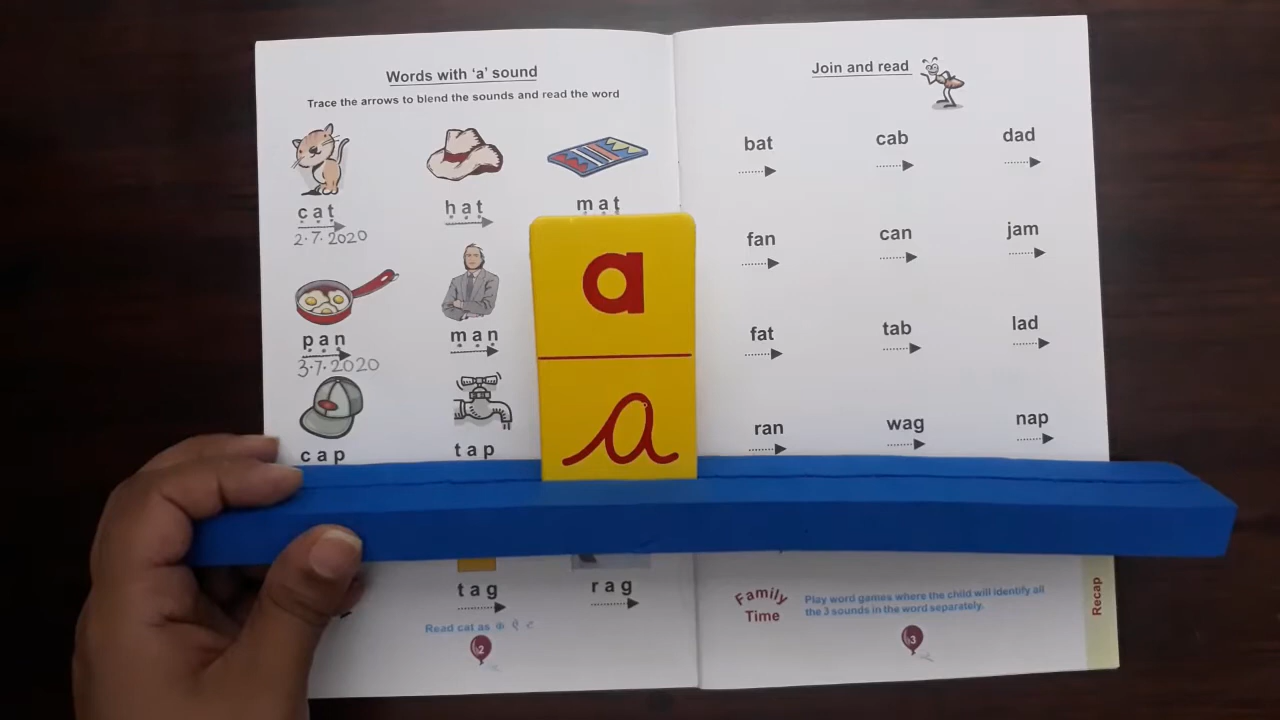 Words with 'a' sound
Trace the arrows to blend the sounds and read the word
cat
hat
mat
2.7.2020
pan
man
3.7.2020
cap
tap
tag
rag
Read cat as
2
a
a
Join and read
bat
cab
dad
fan
can
jam
fat
tab
lad
ran
wag
nap
Family
Time
Play word games where the child will identify all
the 3 sounds in the word separately.
3
Recap